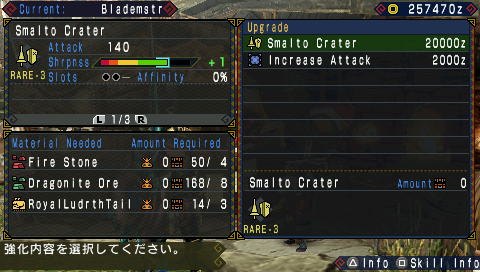 Current: Blademstr
257470z
Smalto Crater
Attack 140
Shrpnss +1
RARE-3 Slots Affinity 0%
L 1/3 R
Material Needed Amount Required
Fire Stone 0 50/ 4
Dragonite Ore 0 168/ 8
RoyalLudrthTail 0 14/ 3
強化内容を選択してください。
Upgrade
Smalto Crater 20000z
Increase Attack 2000z
Smalto Crater Amount 0
RARE-3
△ Info □ Skill Info